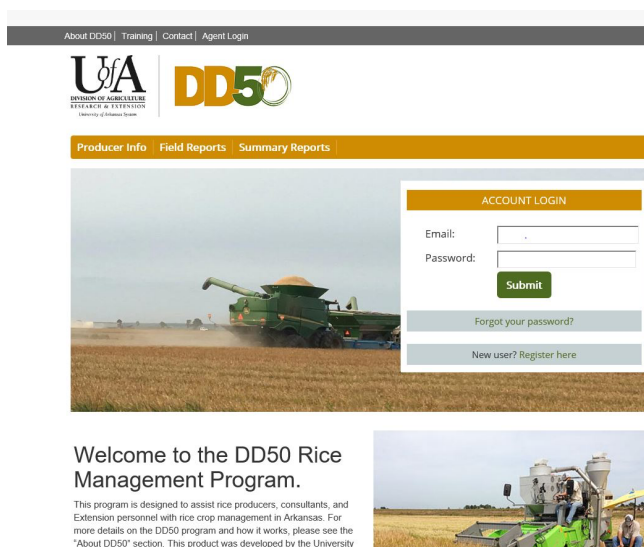 About DD50 | Training | Contact | Agent Login
UofA
DIVISION OF AGRICULTURE
RESEARCH & EXTENSION
University of Arkansas System
DD50
Producer Info | Field Reports | Summary Reports |
ACCOUNT LOGIN
Email:
Password:
Submit
Forgot your password?
New user? Register here
Welcome to the DD50 Rice
Management Program.
This program is designed to assist rice producers, consultants, and
Extension personnel with rice crop management in Arkansas. For
more details on the DD50 program and how it works, please see the
"About DD50" section. This product was developed by the University